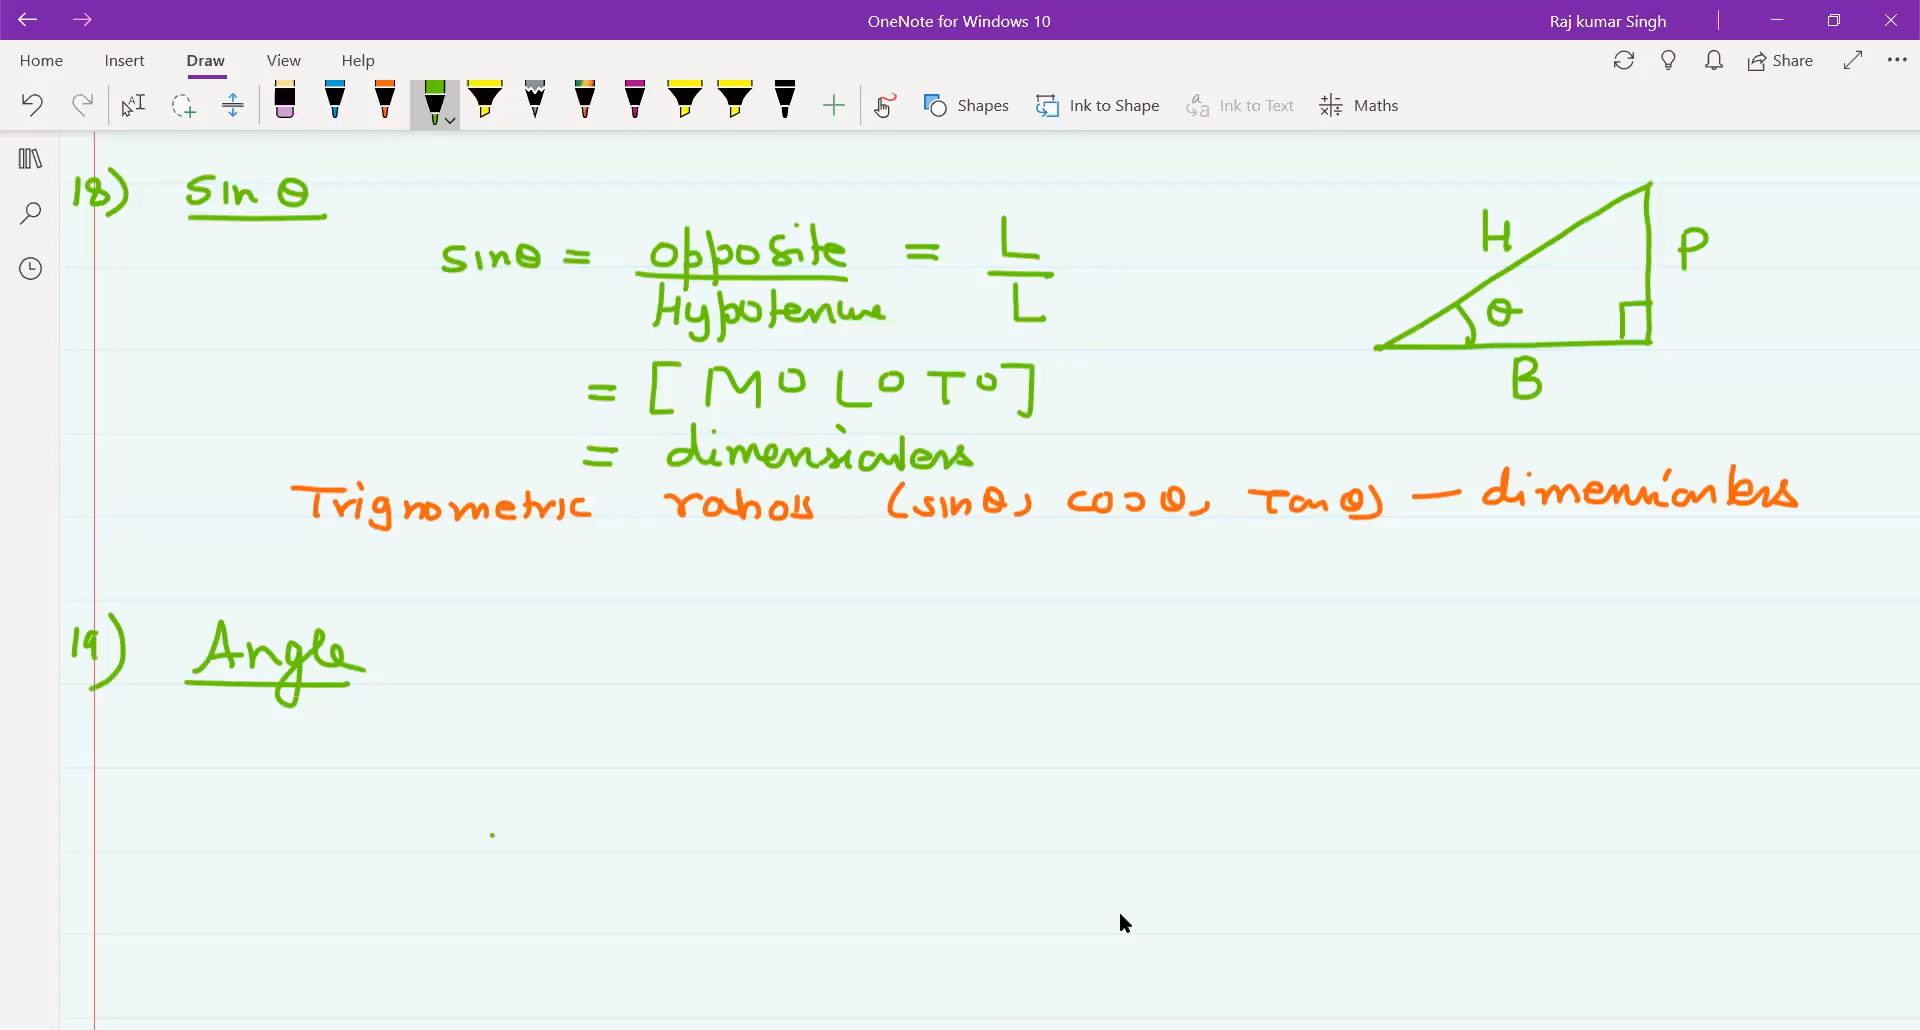 OneNote for Windows 10
Raj kumar Singh
Home Insert Draw View Help
Share
Shapes Ink to Shape Ink to Text Maths
18) Sin θ
sinθ = opposite / Hypotenuse = L / L
= [ M⁰ L⁰ T⁰ ]
= dimensionless
Trignometric ratios (sinθ, cosθ, Tanθ) — dimensionless
H
P
θ
B
19) Angle